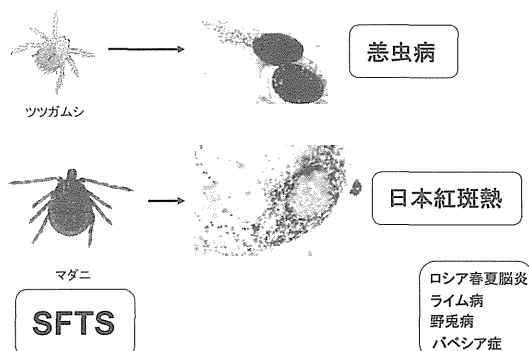 恙虫病
ツツガムシ
日本紅斑熱
マダニ
SFTS
ロシア春夏脳炎
ライム病
野兎病
バベシア症